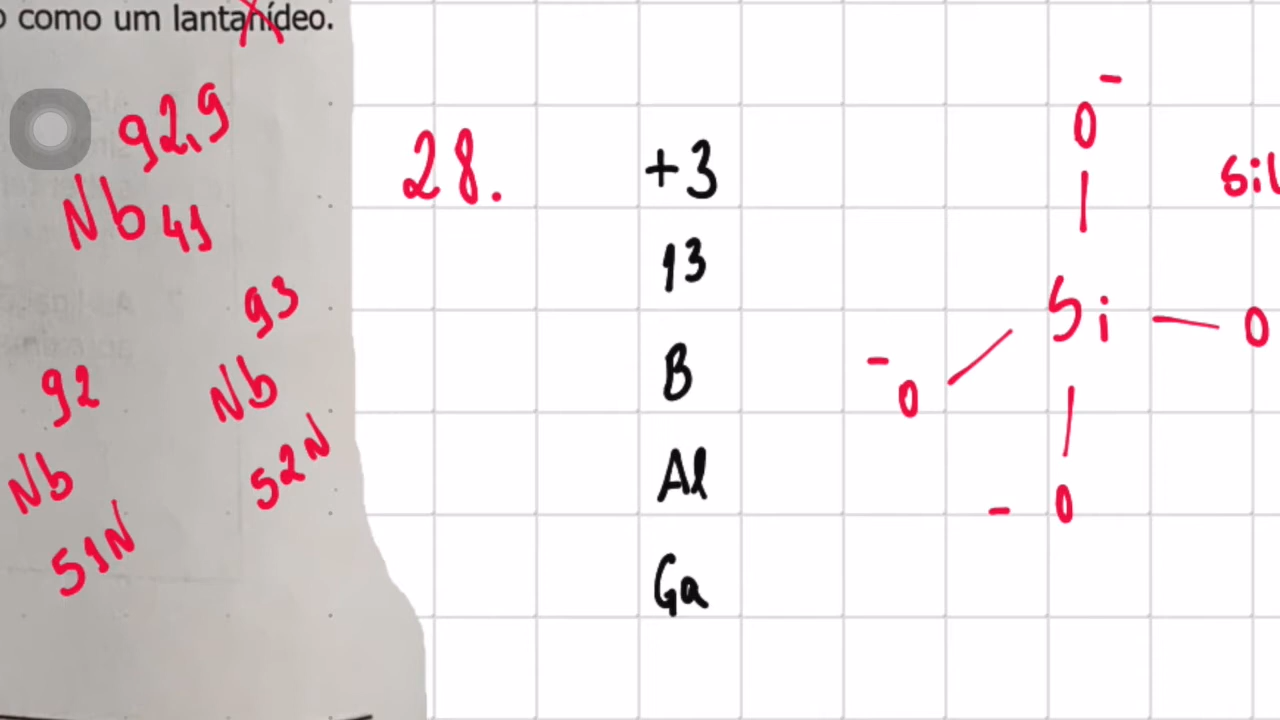 o como um lantanídeo.
92,9
Nb 41
93
Nb
52N
92
Nb
51N
28.
+3
13
B
Al
Ga
O -
Si
O
- O
- O
sil